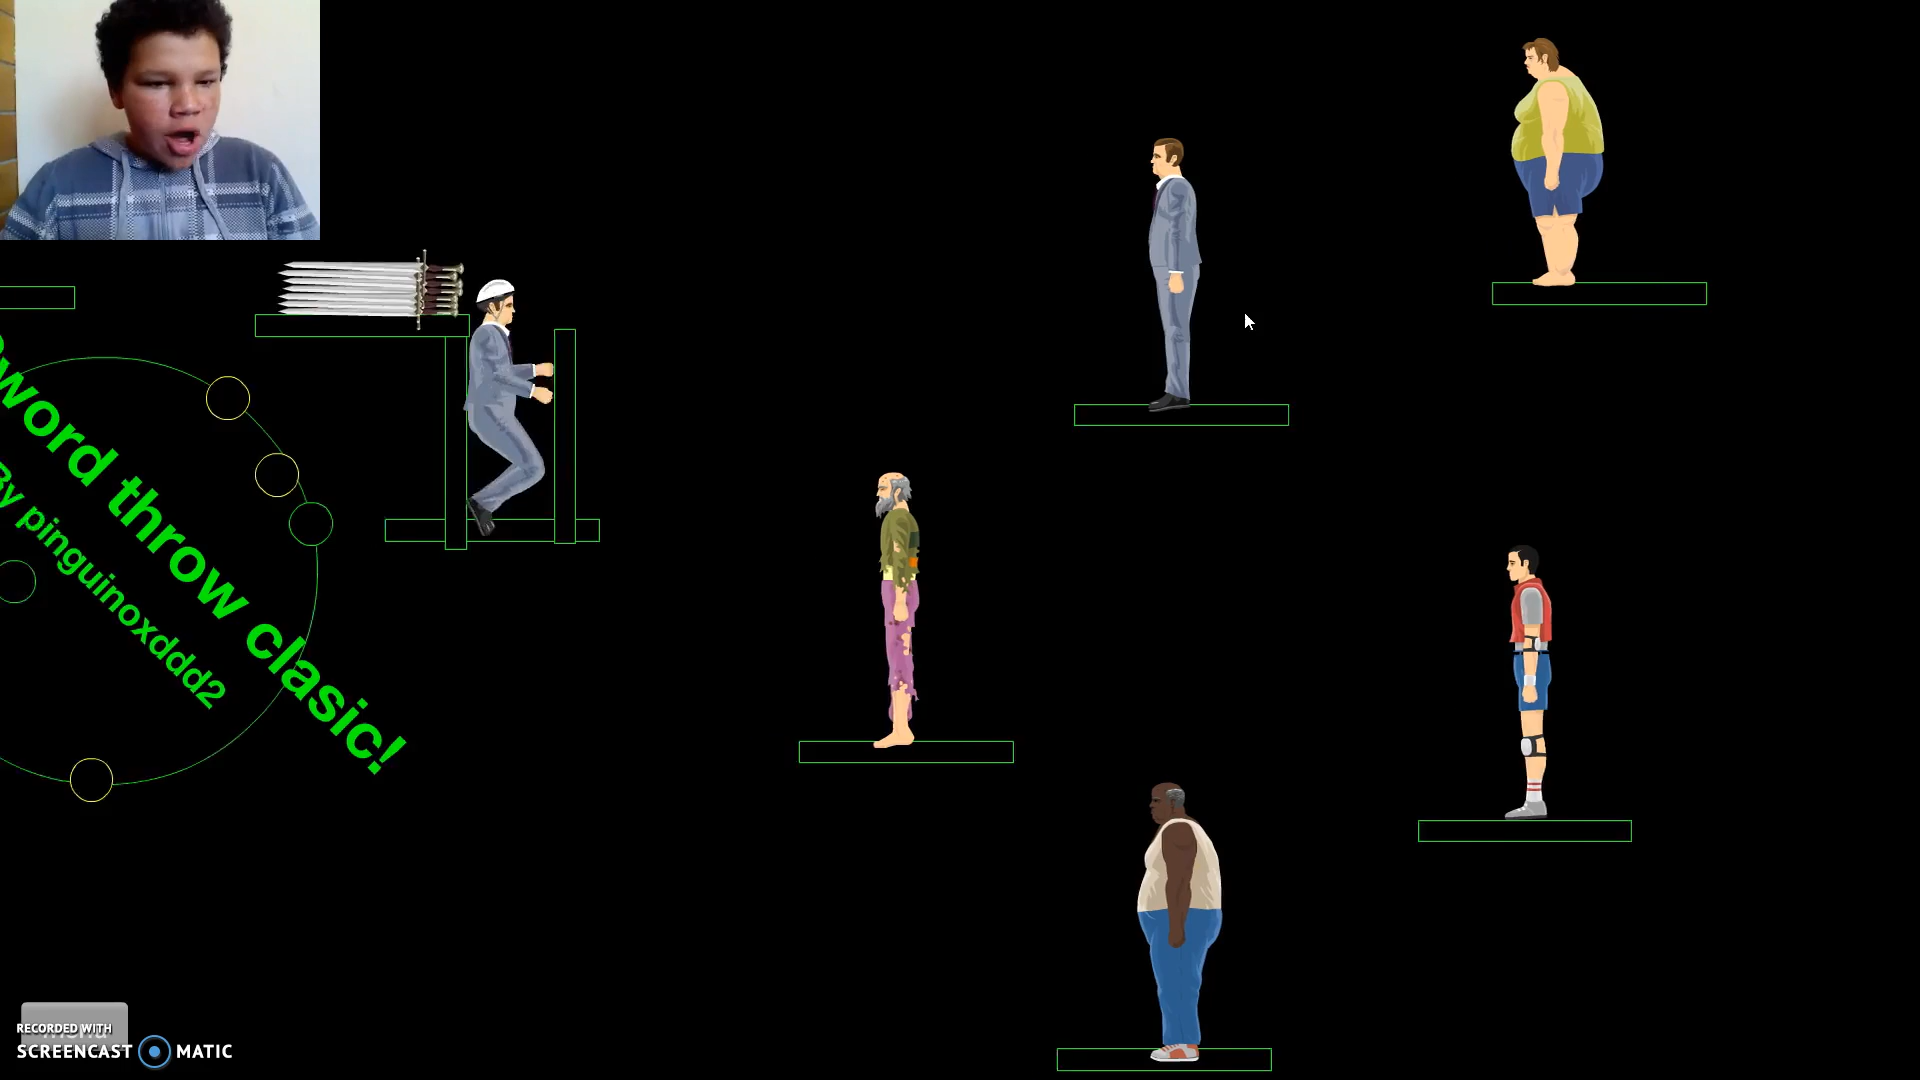 word throw clasic!
By pinguinoxddd2
RECORDED WITH
SCREENCAST MATIC